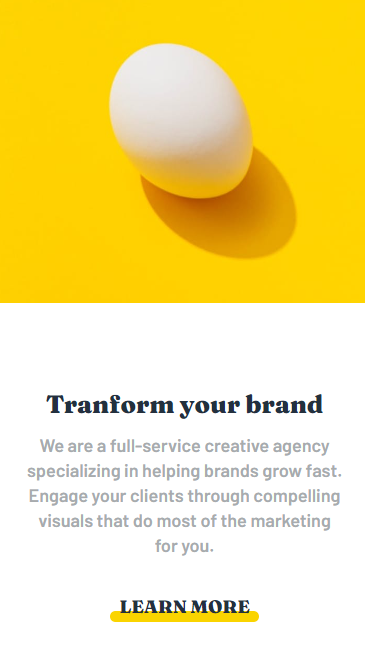 Tranform your brand
We are a full-service creative agency
specializing in helping brands grow fast.
Engage your clients through compelling
visuals that do most of the marketing
for you.
LEARN MORE